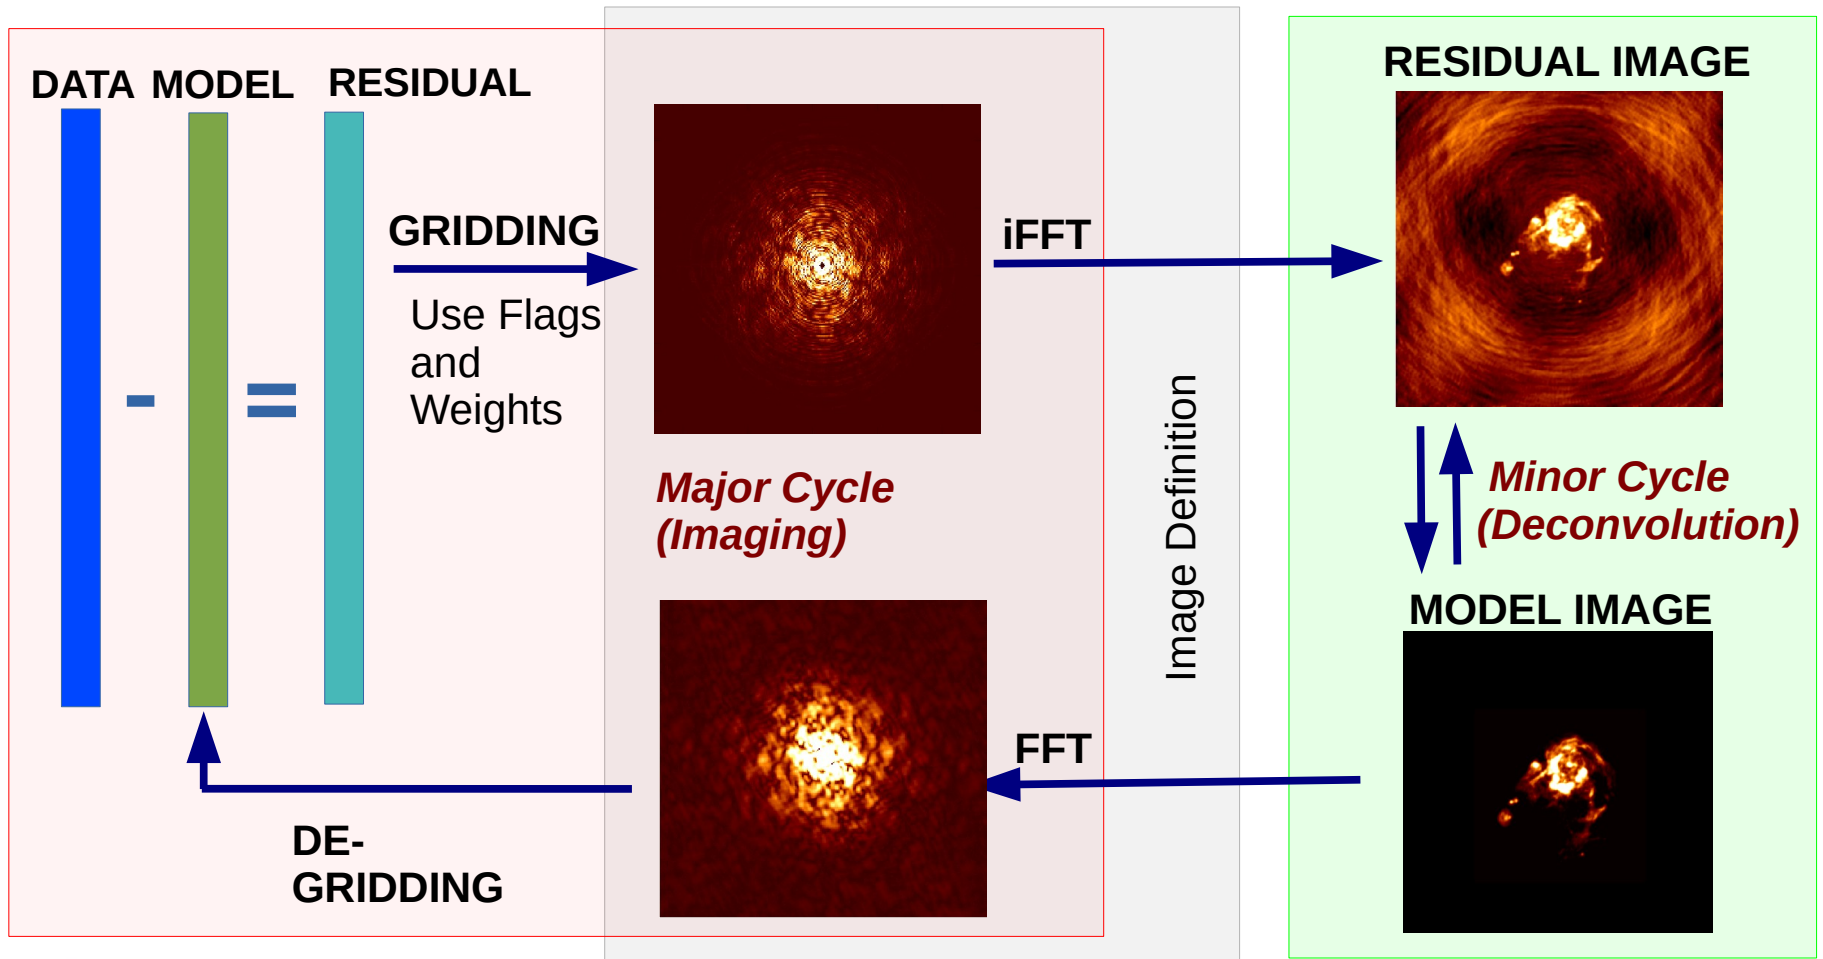 DATA MODEL RESIDUAL
RESIDUAL IMAGE
GRIDDING
Use Flags
and
Weights
iFFT
-
=
Major Cycle
(Imaging)
Image Definition
Minor Cycle
(Deconvolution)
MODEL IMAGE
FFT
DE-
GRIDDING